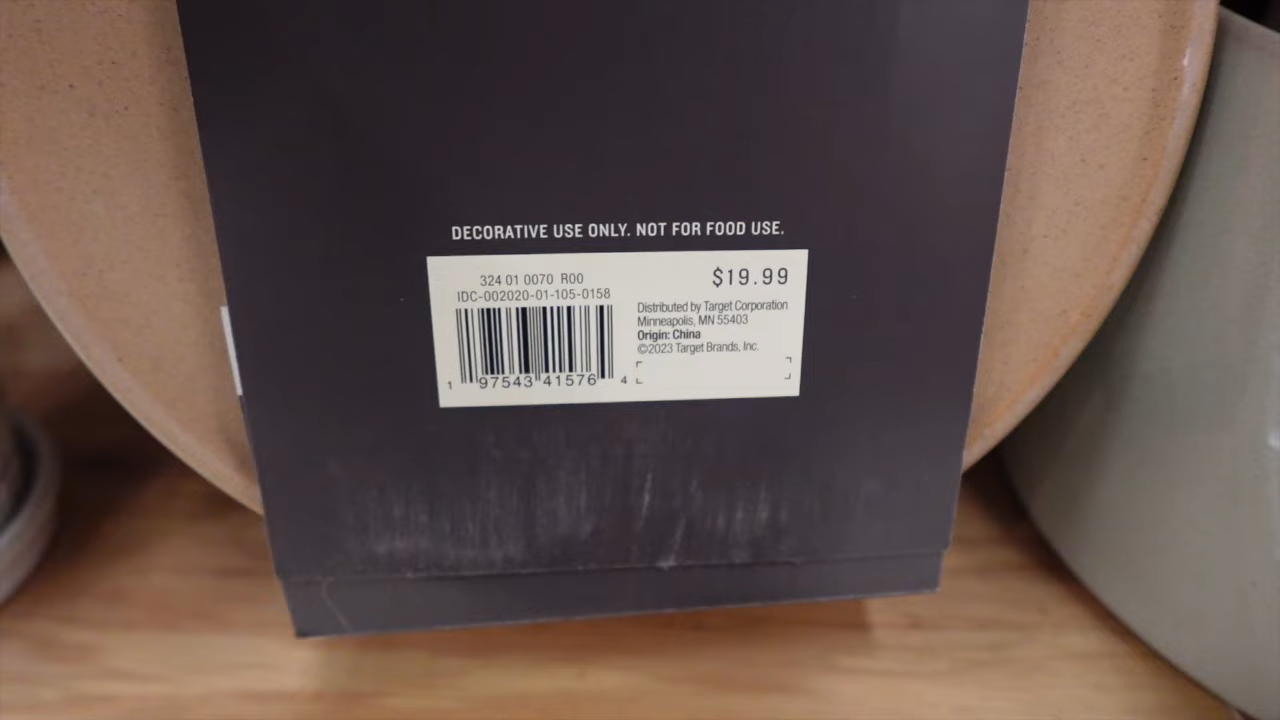 DECORATIVE USE ONLY. NOT FOR FOOD USE.
324 01 0070 R00
IDC-002020-01-105-0158
1 97543 41576 4
$19.99
Distributed by Target Corporation
Minneapolis, MN 55403
Origin: China
©2023 Target Brands, Inc.